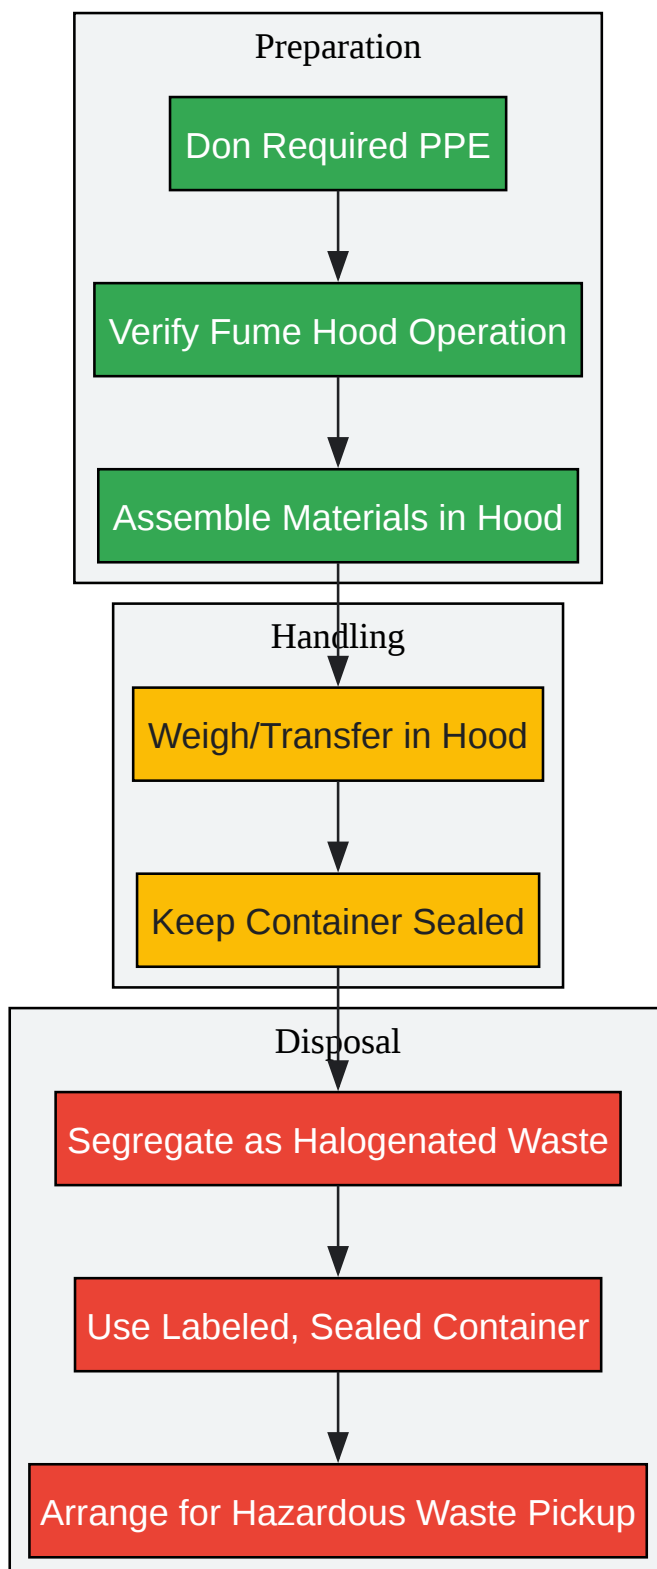 Preparation
Don Required PPE
Verify Fume Hood Operation
Assemble Materials in Hood
Handling
Weigh/Transfer in Hood
Keep Container Sealed
Disposal
Segregate as Halogenated Waste
Use Labeled, Sealed Container
Arrange for Hazardous Waste Pickup